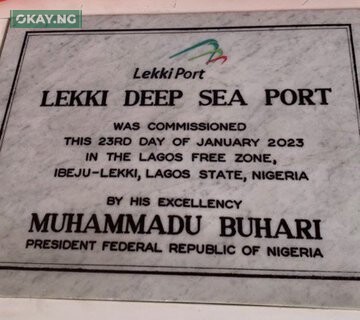 OKAY.NG
Lekki Port
LEKKI DEEP SEA PORT
WAS COMMISSIONED
THIS 23RD DAY OF JANUARY 2023
IN THE LAGOS FREE ZONE,
IBEJU-LEKKI, LAGOS STATE, NIGERIA
BY HIS EXCELLENCY
MUHAMMADU BUHARI
PRESIDENT FEDERAL REPUBLIC OF NIGERIA